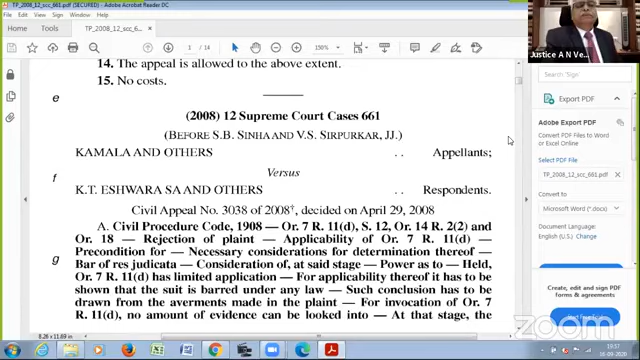 TP_2008_12_scc_661.pdf (SECURED) - Adobe Acrobat Reader DC
File Edit View Sign Window Help
Home Tools TP_2008_12_scc_6... ×
1 / 14 150%
14. The appeal is allowed to the above extent.
15. No costs.
e
(2008) 12 Supreme Court Cases 661
(BEFORE S.B. SINHA AND V.S. SIRPURKAR, JJ.)
KAMALA AND OTHERS . . Appellants;
f
Versus
K.T. ESHWARA SA AND OTHERS . . Respondents.
Civil Appeal No. 3038 of 2008†, decided on April 29, 2008
A. Civil Procedure Code, 1908 — Or. 7 R. 11(d), S. 12, Or. 14 R. 2(2) and
Or. 18 — Rejection of plaint — Applicability of Or. 7 R. 11(d) —
Precondition for — Necessary considerations for determination thereof —
g
Bar of res judicata — Consideration of, at said stage — Power as to — Held,
Or. 7 R. 11(d) has limited application — For applicability thereof it has to be
shown that the suit is barred under any law — Such conclusion has to be
drawn from the averments made in the plaint — For invocation of Or. 7
R. 11(d), no amount of evidence can be looked into — At that stage, the
8.26 x 11.69 in
Justice A N Ve
Search 'Sign'
Export PDF
Adobe Export PDF
Convert PDF Files to Word
or Excel Online
Select PDF File
TP_2008_12_scc_661.pdf ×
Convert to
Microsoft Word (*.docx)
Document Language:
English (U.S.) Change
Create, edit and sign PDF
forms & agreements
Start Free Trial
zoom
19:37
16-09-2020